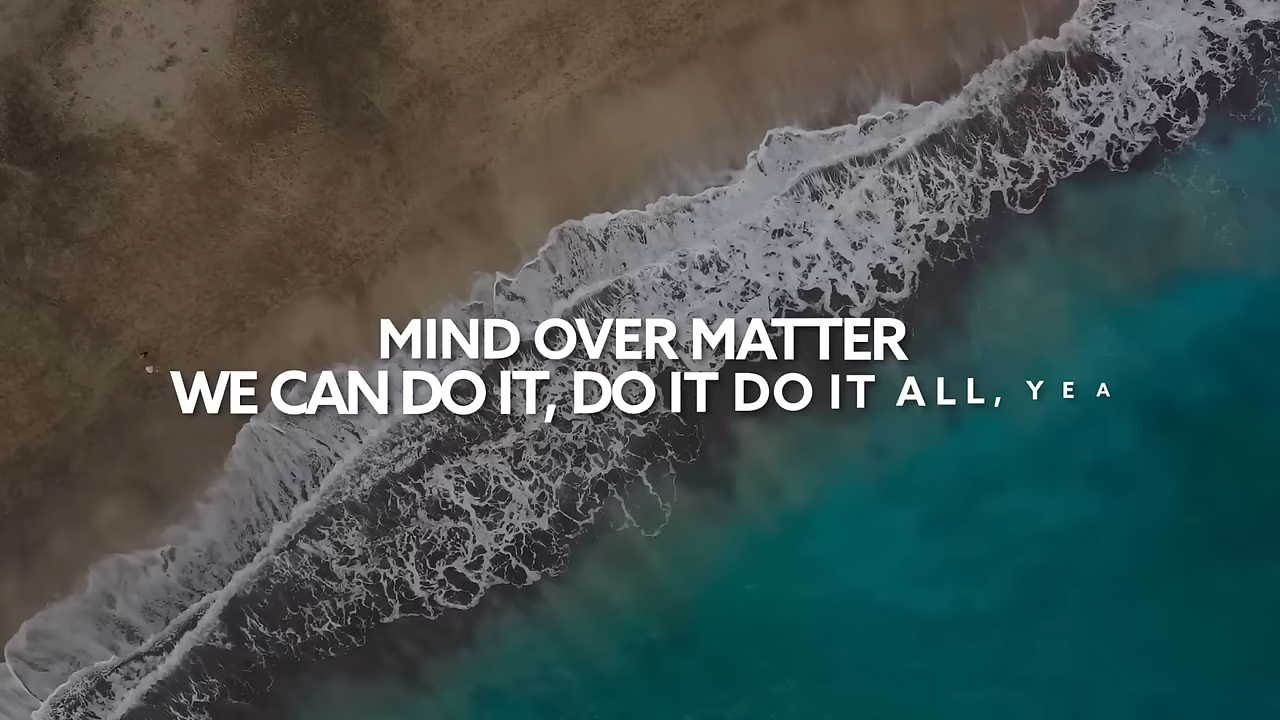 MIND OVER MATTER
WE CAN DO IT, DO IT DO IT ALL, YEA